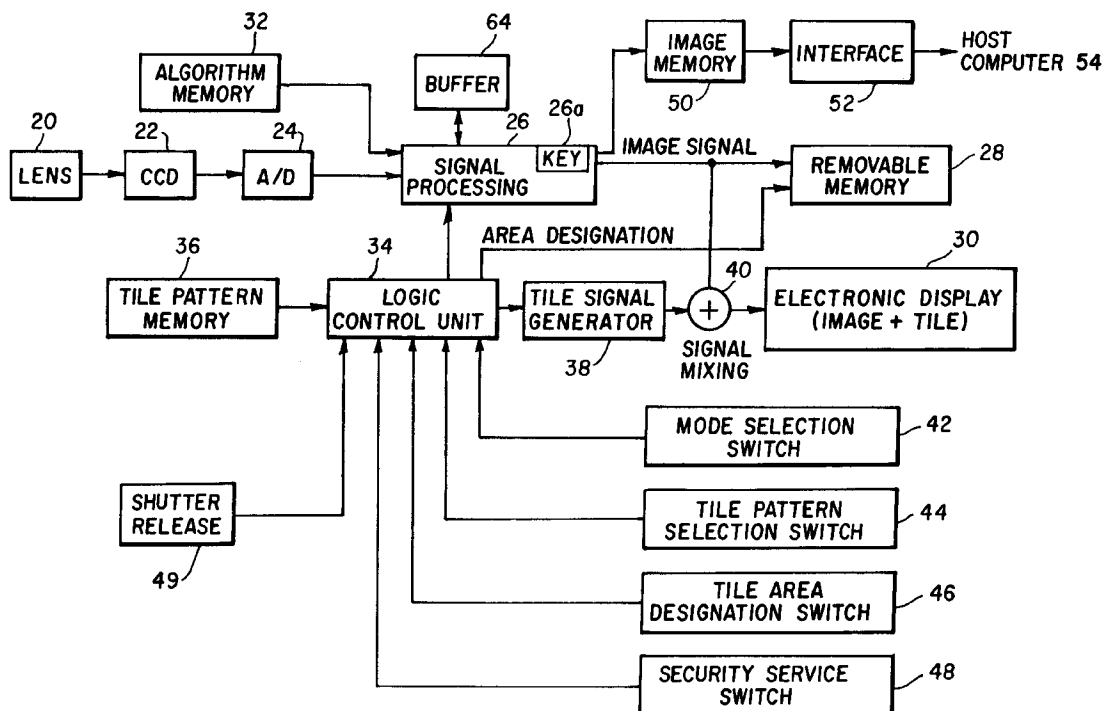 32
64
ALGORITHM
MEMORY
BUFFER
IMAGE
MEMORY
50
INTERFACE
52
HOST
COMPUTER 54
20
22
24
26
26a
LENS
CCD
A/D
SIGNAL
PROCESSING
KEY
IMAGE SIGNAL
REMOVABLE
MEMORY
28
AREA DESIGNATION
36
34
40
30
TILE PATTERN
MEMORY
LOGIC
CONTROL UNIT
TILE SIGNAL
GENERATOR
38
+
SIGNAL
MIXING
ELECTRONIC DISPLAY
(IMAGE + TILE)
MODE SELECTION
SWITCH
42
SHUTTER
RELEASE
49
TILE PATTERN
SELECTION SWITCH
44
TILE AREA
DESIGNATION SWITCH
46
SECURITY SERVICE
SWITCH
48